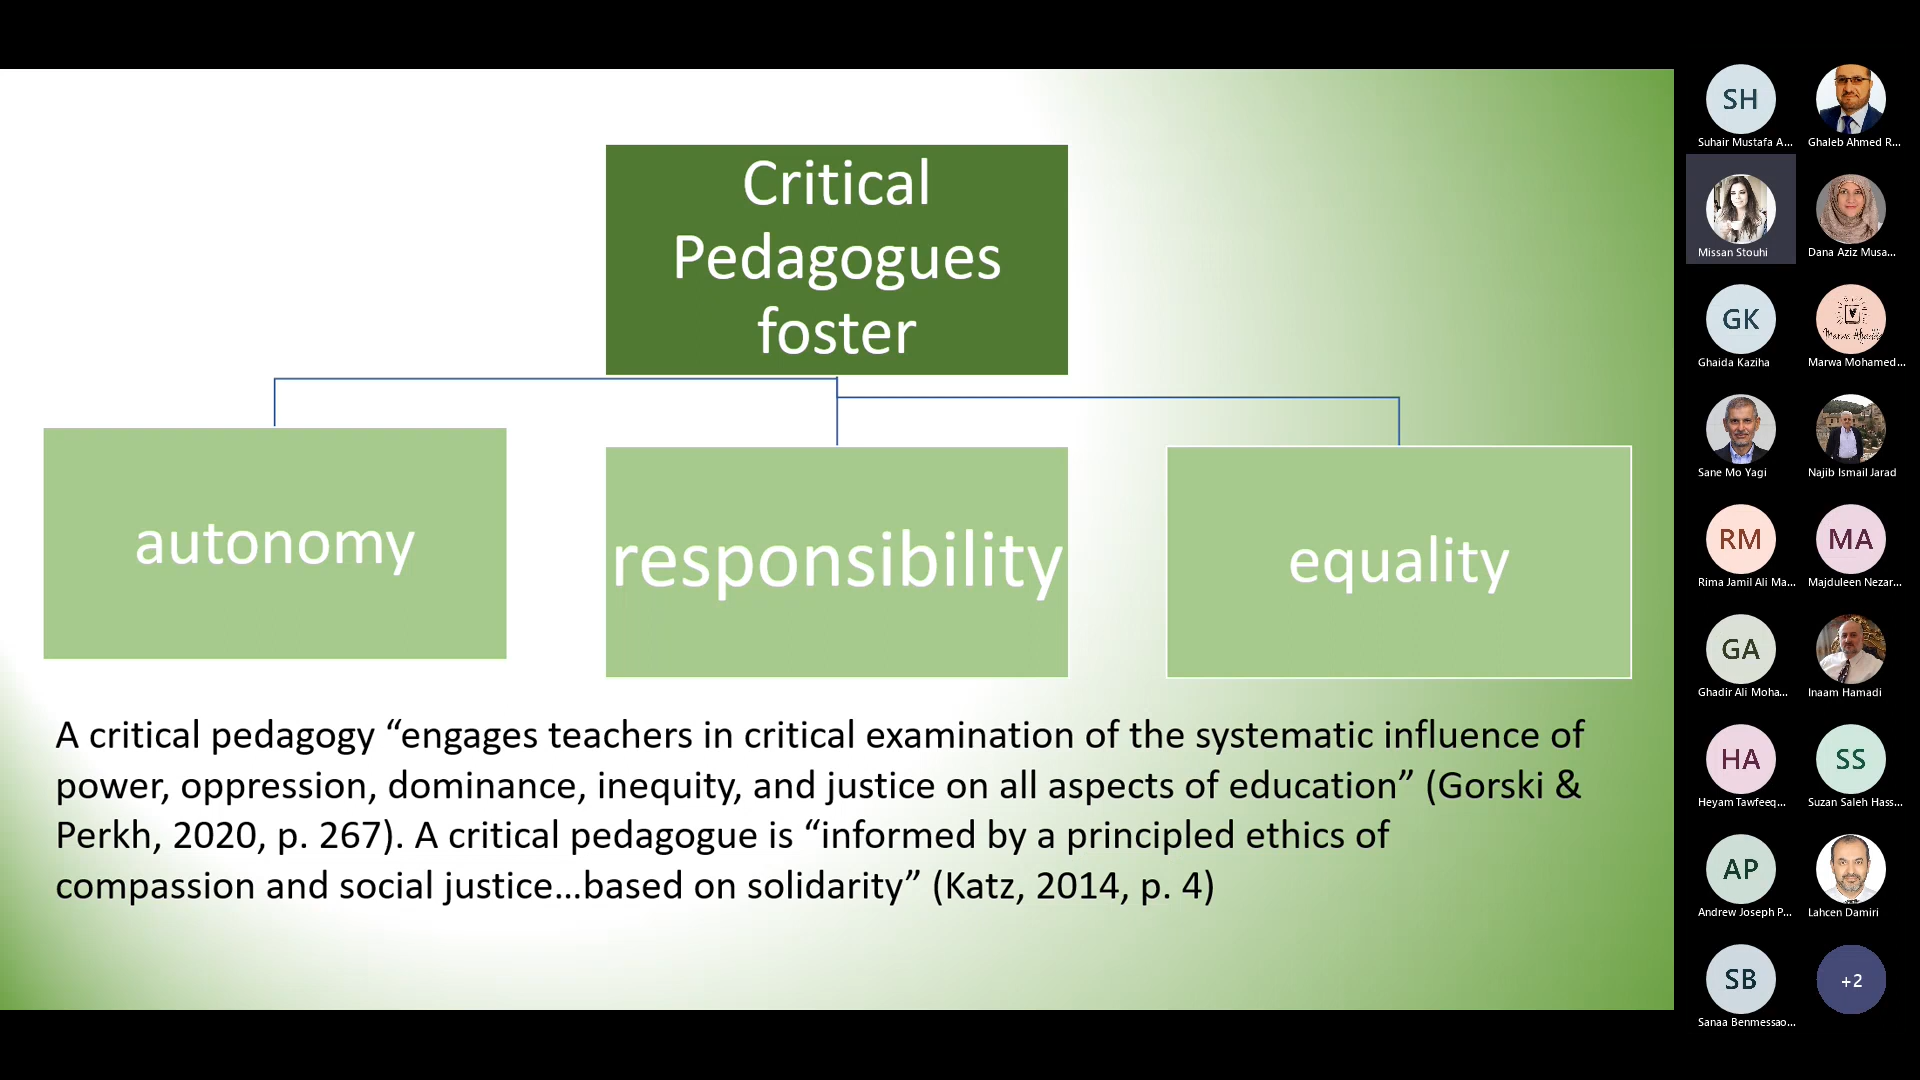 Critical
Pedagogues
foster
autonomy
responsibility
equality
A critical pedagogy “engages teachers in critical examination of the systematic influence of
power, oppression, dominance, inequity, and justice on all aspects of education” (Gorski &
Perkh, 2020, p. 267). A critical pedagogue is “informed by a principled ethics of
compassion and social justice…based on solidarity” (Katz, 2014, p. 4)
SH
Suhair Mustafa A...
Ghaleb Ahmed R...
Missan Stouhi
Dana Aziz Musa...
GK
Ghaida Kaziha
Marwa Mohamed...
Sane Mo Yagi
Najib Ismail Jarad
RM
Rima Jamil Ali Ma...
MA
Majduleen Nezar...
GA
Ghadir Ali Moha...
Inaam Hamadi
HA
Heyam Tawfeeq...
SS
Suzan Saleh Hass...
AP
Andrew Joseph P...
Lahcen Damiri
SB
Sanaa Benmessao...
+2